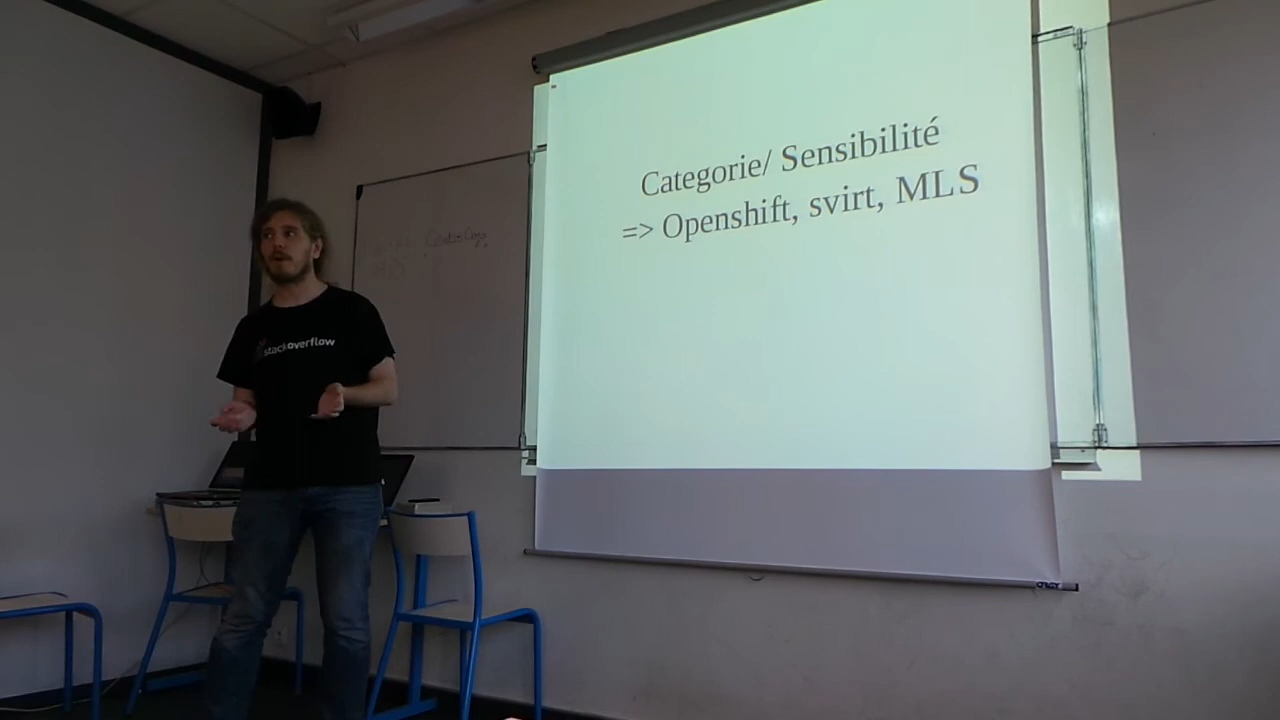 Categorie/ Sensibilité
=> Openshift, svirt, MLS
stackoverflow